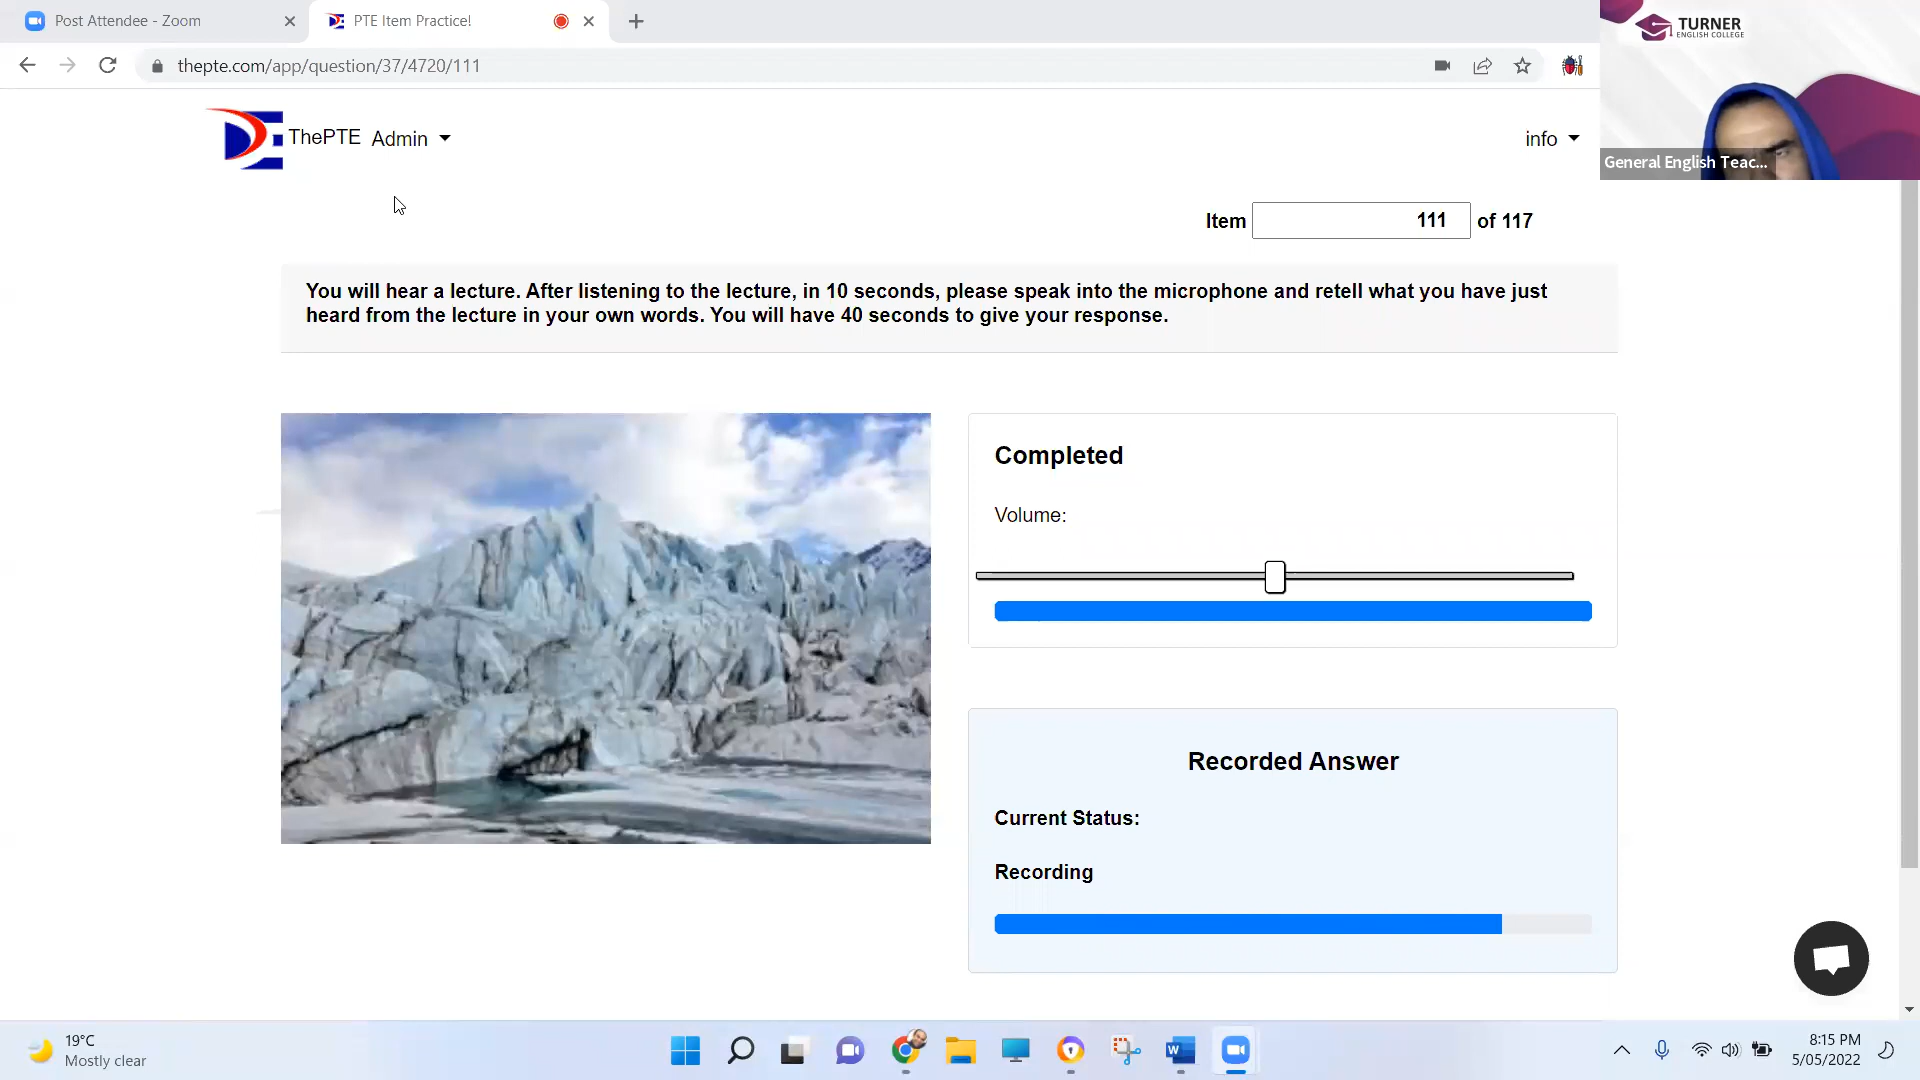 Post Attendee - Zoom
PTE Item Practice!
thepte.com/app/question/37/4720/111
TURNER
ENGLISH COLLEGE
General English Teac...
ThePTE Admin
info
Item 111 of 117
You will hear a lecture. After listening to the lecture, in 10 seconds, please speak into the microphone and retell what you have just
heard from the lecture in your own words. You will have 40 seconds to give your response.
Completed
Volume:
Recorded Answer
Current Status:
Recording
19°C
Mostly clear
8:15 PM
5/05/2022